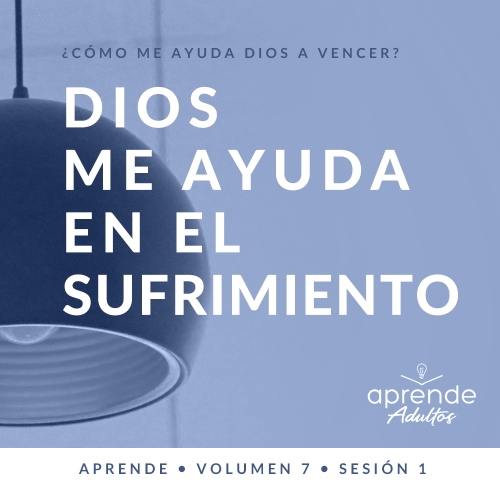 ¿CÓMO ME AYUDA DIOS A VENCER?
DIOS
ME AYUDA
EN EL
SUFRIMIENTO
aprende
Adultos
APRENDE • VOLUMEN 7 • SESIÓN 1